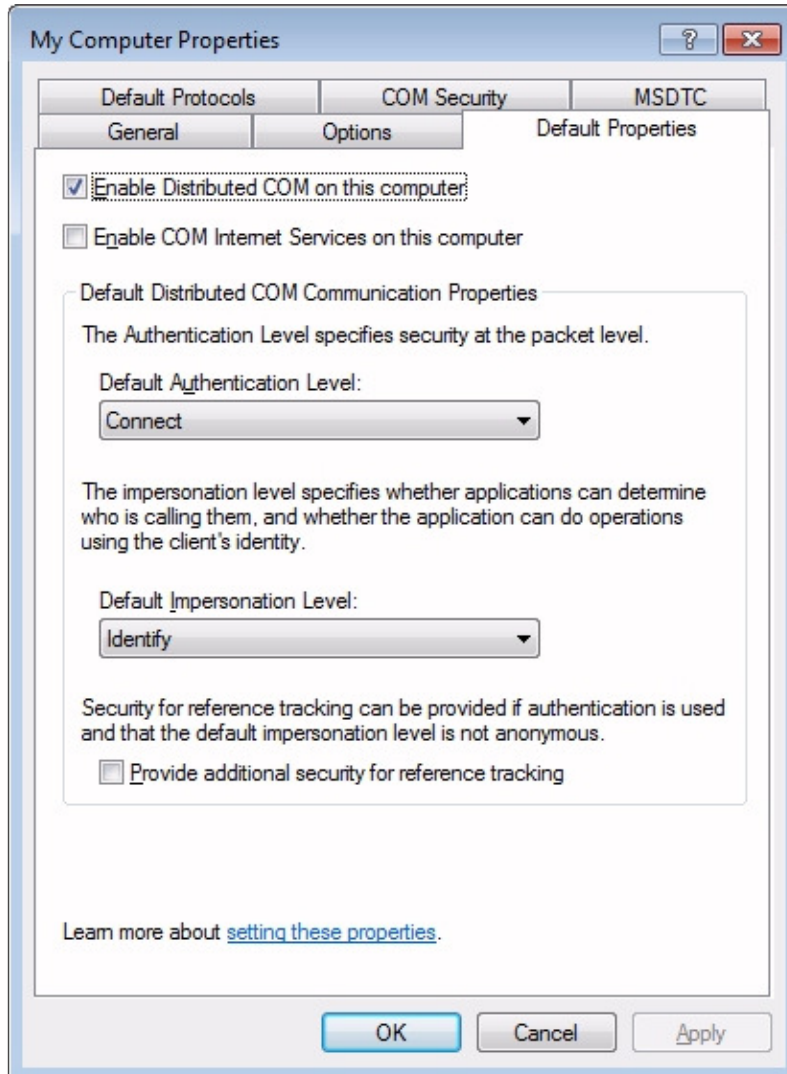 My Computer Properties
Default Protocols
COM Security
MSDTC
General
Options
Default Properties
Enable Distributed COM on this computer
Enable COM Internet Services on this computer
Default Distributed COM Communication Properties
The Authentication Level specifies security at the packet level.
Default Authentication Level:
Connect
The impersonation level specifies whether applications can determine
who is calling them, and whether the application can do operations
using the client's identity.
Default Impersonation Level:
Identify
Security for reference tracking can be provided if authentication is used
and that the default impersonation level is not anonymous.
Provide additional security for reference tracking
Learn more about setting these properties.
OK
Cancel
Apply